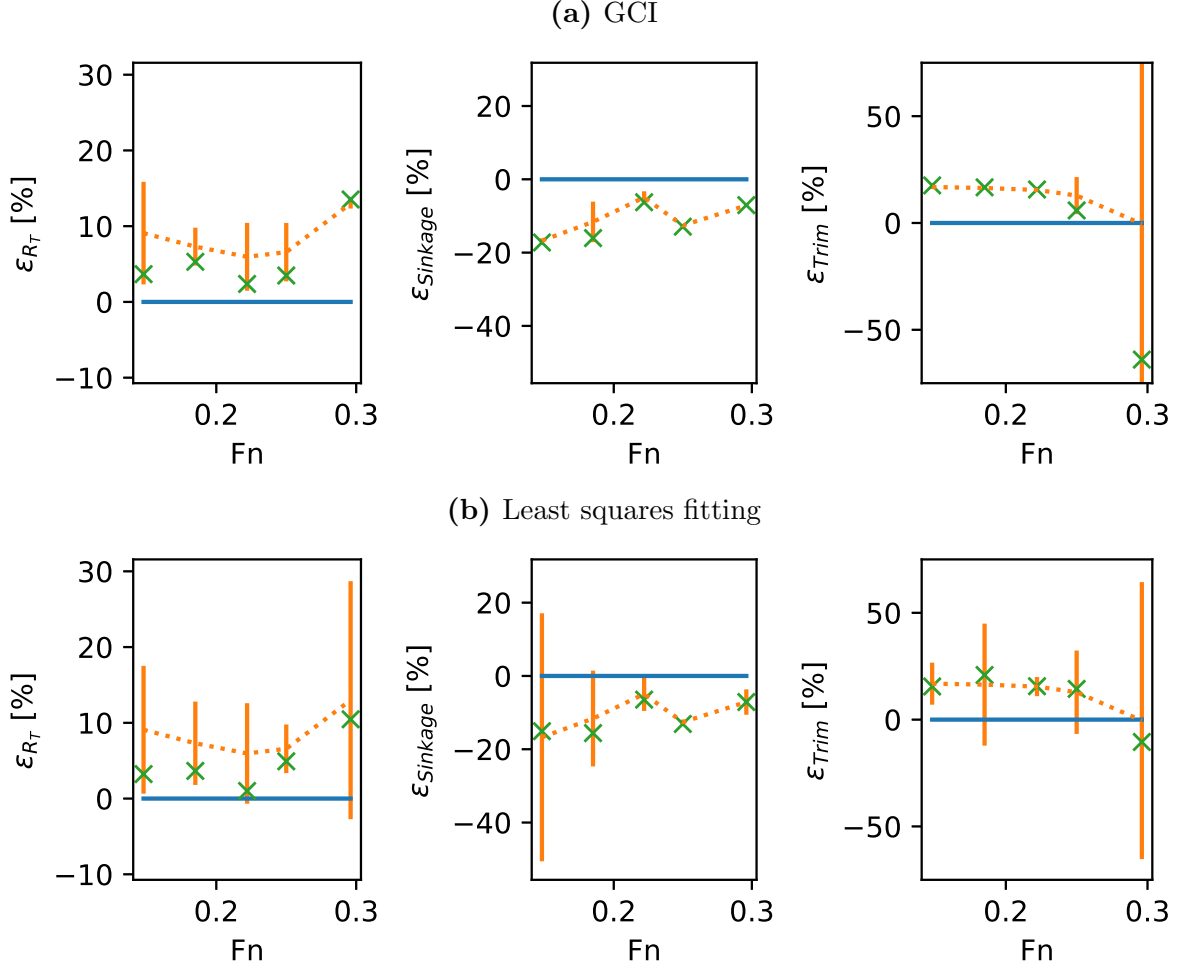 (a) GCI
30
20
10
0
−10
0.2
0.3
Fn
ε_{R_T} [%]
20
0
−20
−40
0.2
0.3
Fn
ε_{Sinkage} [%]
50
0
−50
0.2
0.3
Fn
ε_{Trim} [%]
(b) Least squares fitting
30
20
10
0
−10
0.2
0.3
Fn
ε_{R_T} [%]
20
0
−20
−40
0.2
0.3
Fn
ε_{Sinkage} [%]
50
0
−50
0.2
0.3
Fn
ε_{Trim} [%]